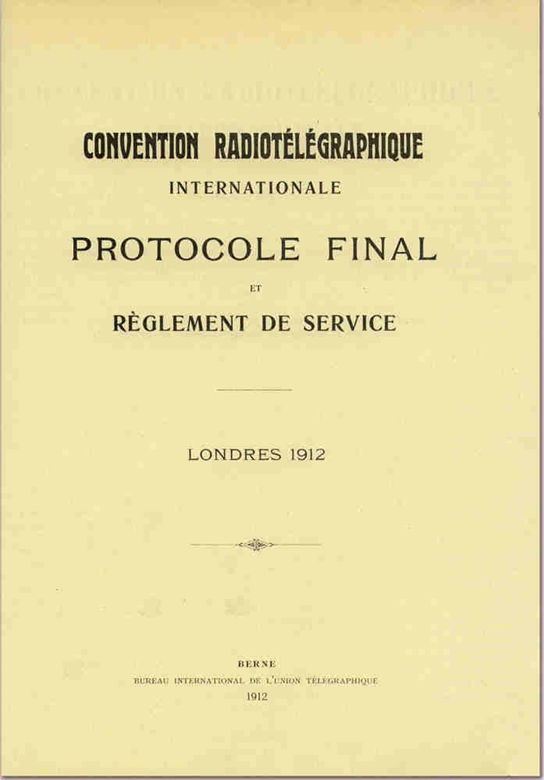 CONVENTION RADIOTÉLÉGRAPHIQUE
INTERNATIONALE
PROTOCOLE FINAL
ET
RÈGLEMENT DE SERVICE
LONDRES 1912
BERNE
BUREAU INTERNATIONAL DE L'UNION TÉLÉGRAPHIQUE
1912